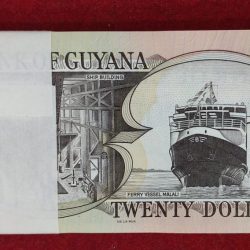 OF GUYANA
SHIP BUILDING
FERRY VESSEL MALALI
TWENTY DOLL